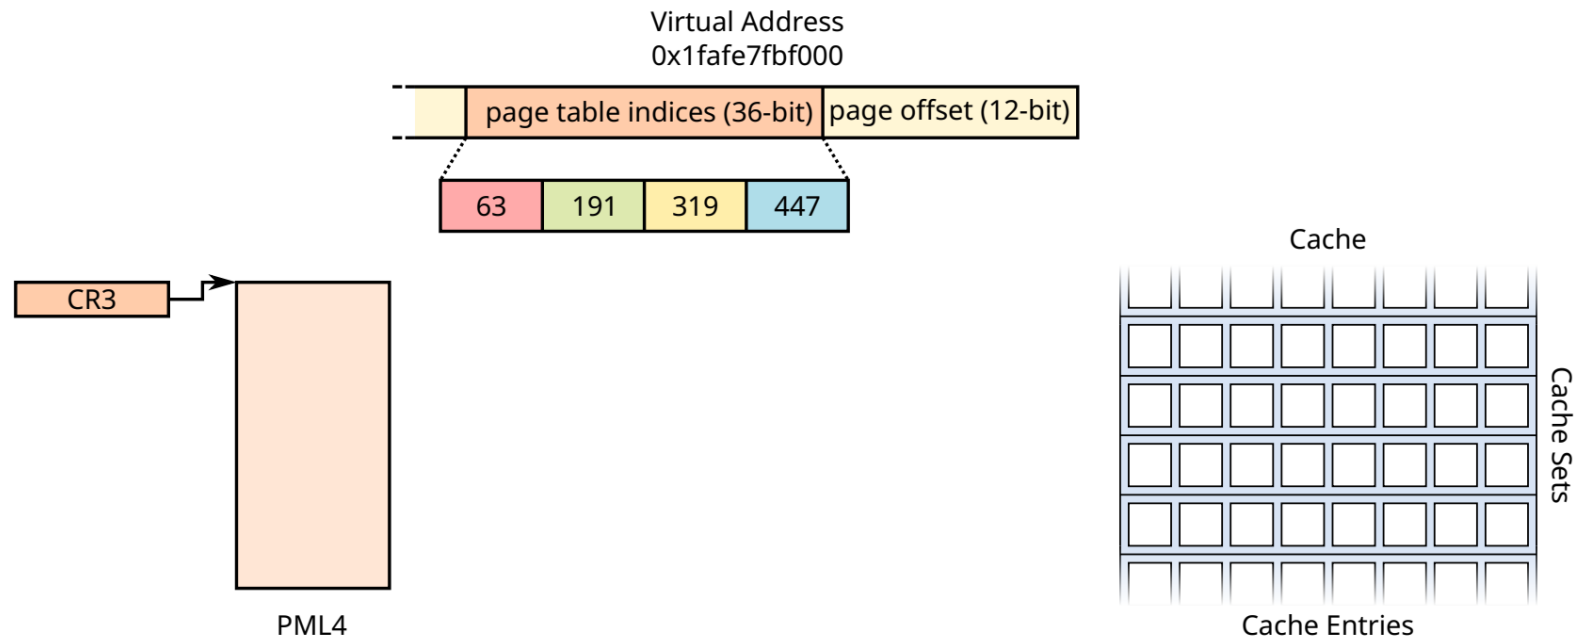 Virtual Address
0x1fafe7fbf000
page table indices (36-bit)
page offset (12-bit)
63
191
319
447
Cache
CR3
Cache Sets
PML4
Cache Entries